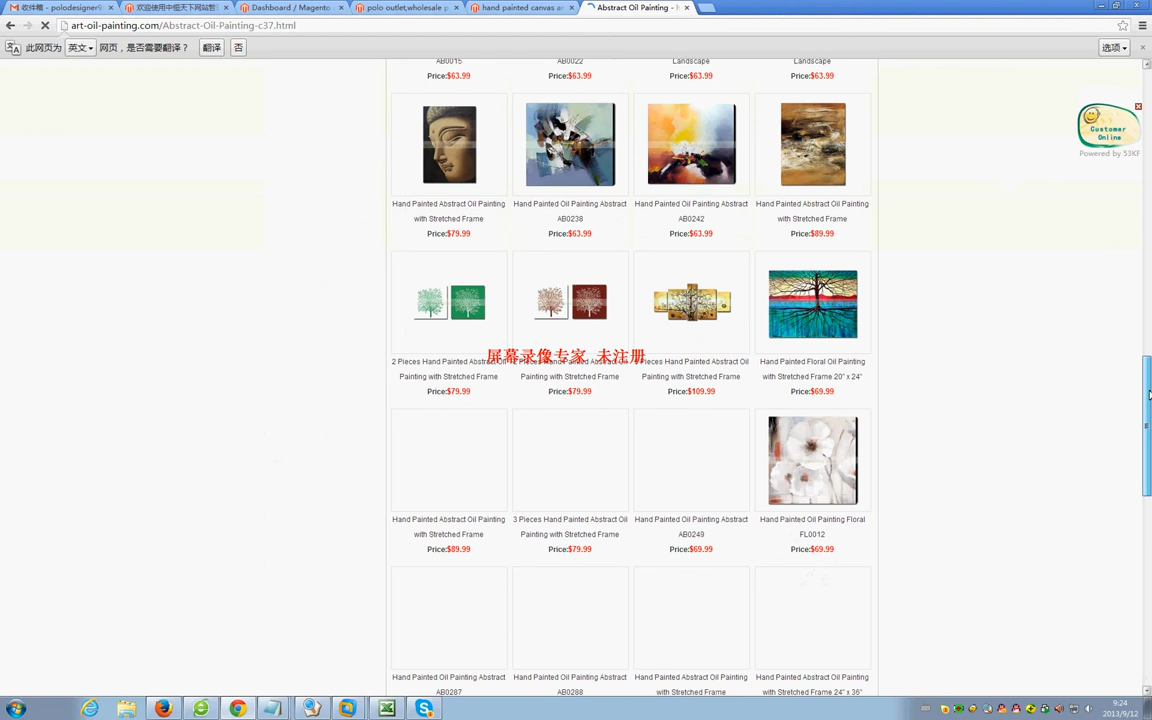 收件箱 - polodesigner9
欢迎使用中恒天下网站管
Dashboard / Magento
polo outlet,wholesale p
hand painted canvas a
Abstract Oil Painting - h
art-oil-painting.com/Abstract-Oil-Painting-c37.html
此网页为 英文 网页，是否需要翻译？ 翻译 否 选项
AB0015 AB0022 Landscape Landscape
Price:$63.99 Price:$63.99 Price:$63.99 Price:$63.99
Customer
Online
Powered by 53KF
Hand Painted Abstract Oil Painting Hand Painted Oil Painting Abstract Hand Painted Oil Painting Abstract Hand Painted Abstract Oil Painting
with Stretched Frame AB0238 AB0242 with Stretched Frame
Price:$79.99 Price:$63.99 Price:$63.99 Price:$89.99
屏幕录像专家 未注册
2 Pieces Hand Painted Abstract Oil Pieces Hand Painted Abstract Oil Pieces Hand Painted Abstract Oil Hand Painted Floral Oil Painting
Painting with Stretched Frame Painting with Stretched Frame Painting with Stretched Frame with Stretched Frame 20" x 24"
Price:$79.99 Price:$79.99 Price:$109.99 Price:$69.99
Hand Painted Abstract Oil Painting 3 Pieces Hand Painted Abstract Oil Hand Painted Oil Painting Abstract Hand Painted Oil Painting Floral
with Stretched Frame Painting with Stretched Frame AB0249 FL0012
Price:$89.99 Price:$79.99 Price:$69.99 Price:$69.99
Hand Painted Oil Painting Abstract Hand Painted Oil Painting Abstract Hand Painted Abstract Oil Painting Hand Painted Abstract Oil Painting
AB0287 AB0288 with Stretched Frame with Stretched Frame 24" x 36"
9:24
2013/9/12